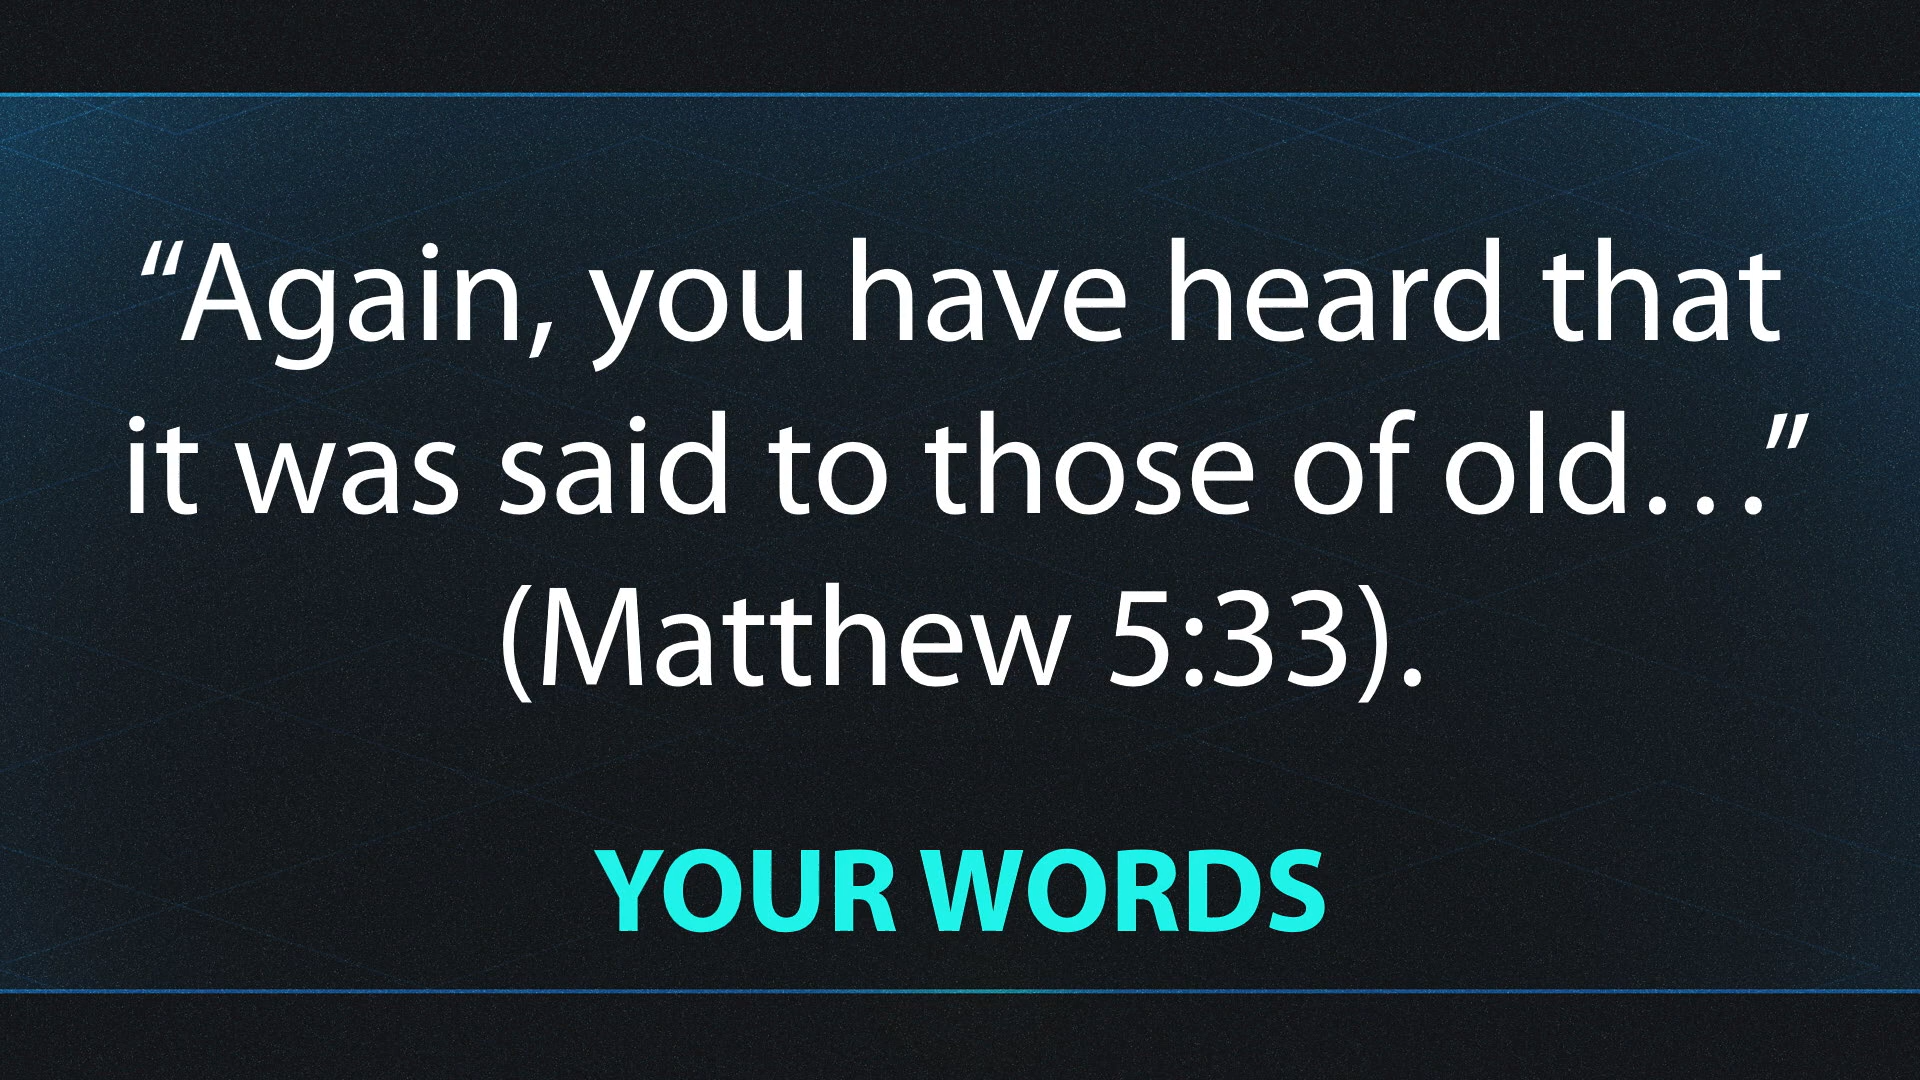 “Again, you have heard that
it was said to those of old…”
(Matthew 5:33).
YOUR WORDS